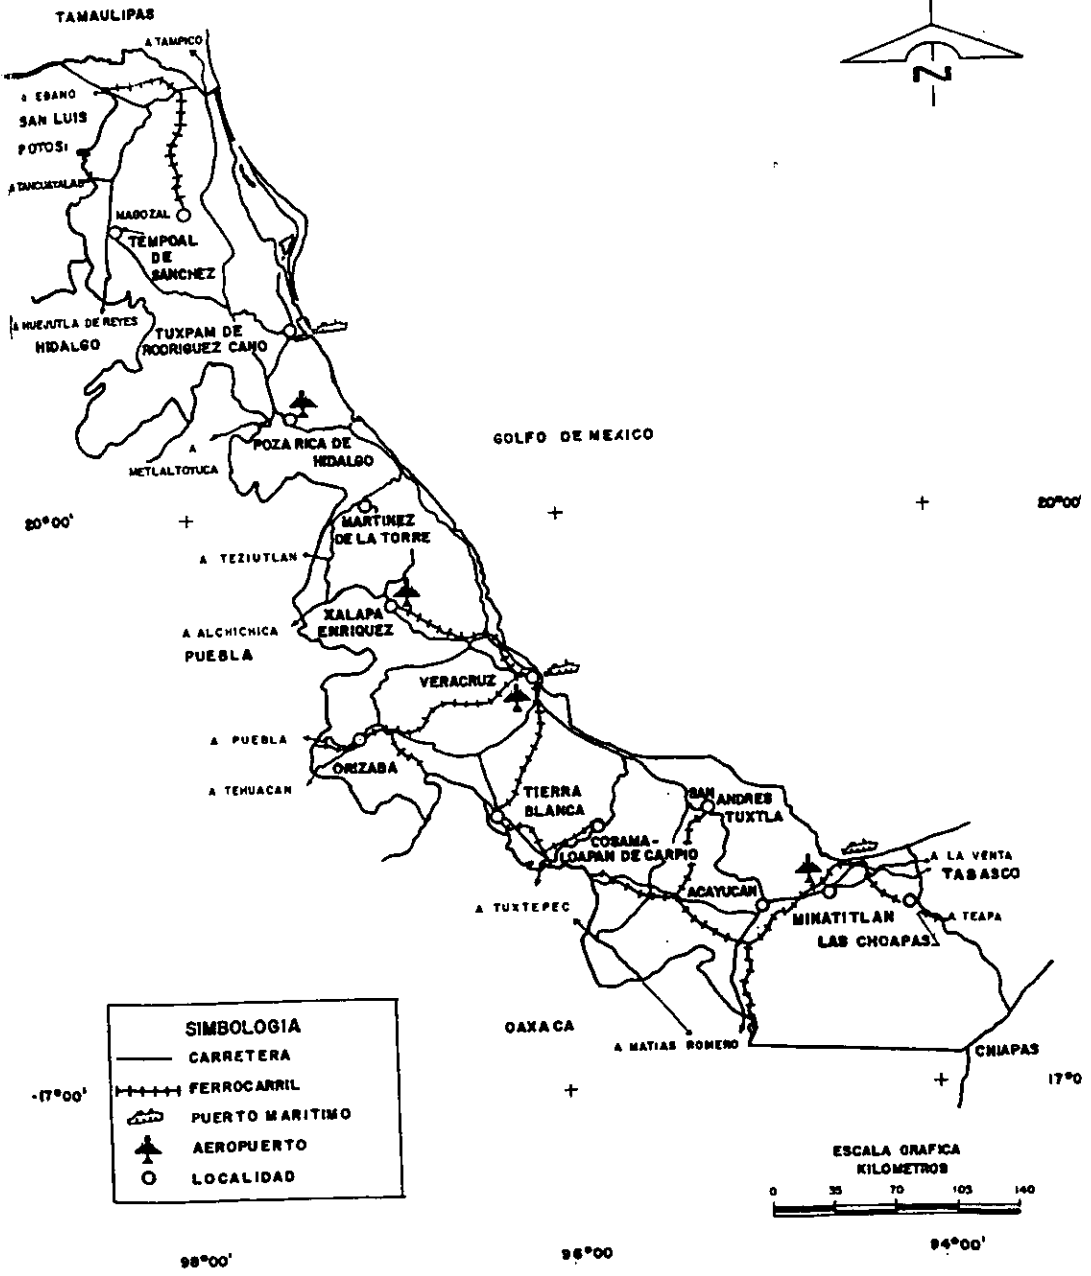 TAMAULIPAS
A TAMPICO
N
A EBANO
SAN LUIS
POTOSI
A TANCUAYALAB
MAGOZAL
TEMPOAL
DE
SANCHEZ
A HUEJUTLA DE REYES
HIDALGO
TUXPAM DE
RODRIGUEZ CANO
A
METLALTOYUCA
POZA RICA DE
HIDALGO
GOLFO DE MEXICO
20°00'
20°00'
MARTINEZ
DE LA TORRE
A TEZIUTLAN
XALAPA
ENRIQUEZ
A ALCHICHICA
PUEBLA
VERACRUZ
A PUEBLA
ORIZABA
A TEHUACAN
TIERRA
BLANCA
SAN
ANDRES
TUXTLA
COSAMA-
LOAPAN DE CARPIO
A LA VENTA
TABASCO
ACAYUCAN
A TUXTEPEC
MINATITLAN
A TEAPA
LAS CHOAPAS
OAXACA
A MATIAS ROMERO
CHIAPAS
SIMBOLOGIA
CARRETERA
FERROCARRIL
PUERTO MARITIMO
AEROPUERTO
LOCALIDAD
17°00'
17°0
ESCALA GRAFICA
KILOMETROS
0 35 70 105 140
98°00'
96°00
94°00'